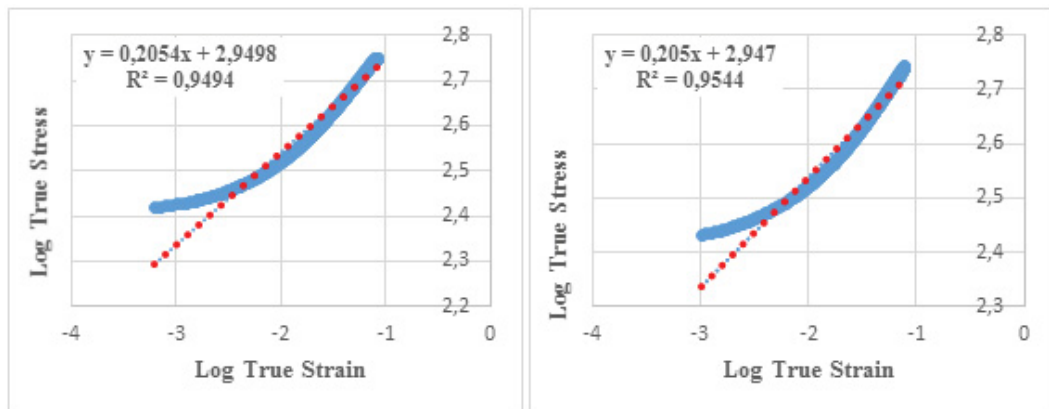 y = 0,2054x + 2,9498
R² = 0,9494
2,8
2,7
2,6
2,5
2,4
2,3
2,2
-4 -3 -2 -1 0
Log True Strain
Log True Stress
y = 0,205x + 2,947
R² = 0,9544
2,8
2,7
2,6
2,5
2,4
2,3
-4 -3 -2 -1 0
Log True Strain
Log True Stress